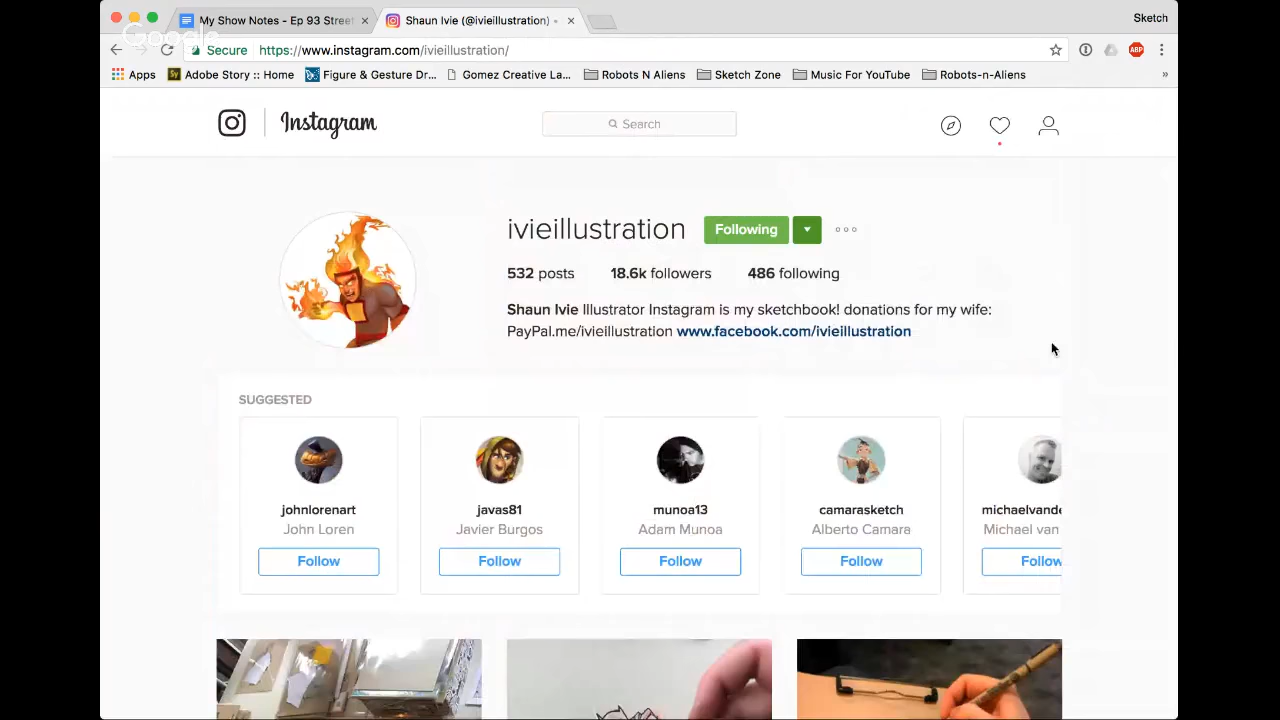 My Show Notes - Ep 93 Street
Shaun Ivie (@ivieillustration) •
Sketch
Google
Secure https://www.instagram.com/ivieillustration/
ABP
Apps Adobe Story :: Home Figure & Gesture Dr... Gomez Creative La... Robots N Aliens Sketch Zone Music For YouTube Robots-n-Aliens »
Instagram
Search
ivieillustration Following
532 posts 18.6k followers 486 following
Shaun Ivie Illustrator Instagram is my sketchbook! donations for my wife:
PayPal.me/ivieillustration www.facebook.com/ivieillustration
SUGGESTED
johnlorenart javas81 munoa13 camarasketch michaelvande
John Loren Javier Burgos Adam Munoa Alberto Camara Michael van
Follow Follow Follow Follow Follow